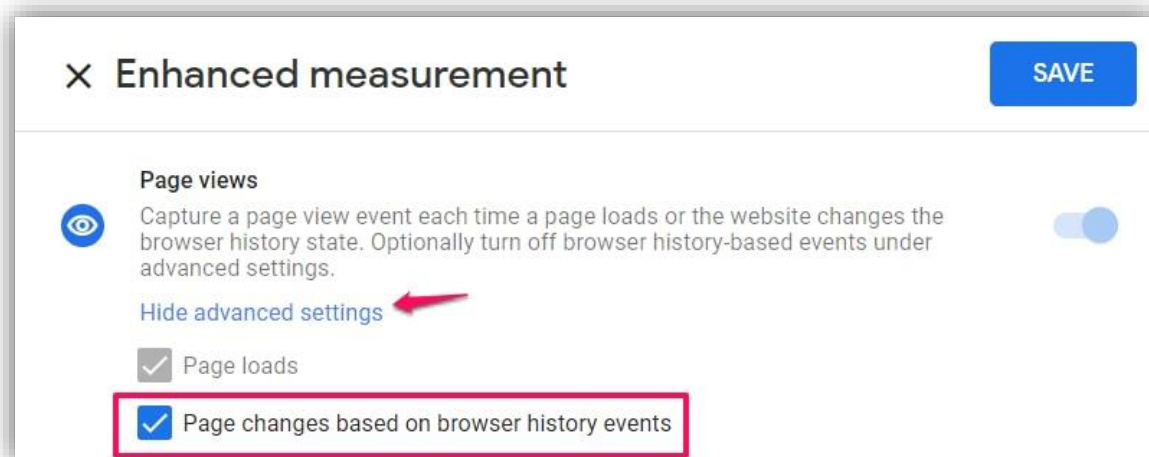 Enhanced measurement
SAVE
Page views
Capture a page view event each time a page loads or the website changes the
browser history state. Optionally turn off browser history-based events under
advanced settings.
Hide advanced settings
Page loads
Page changes based on browser history events